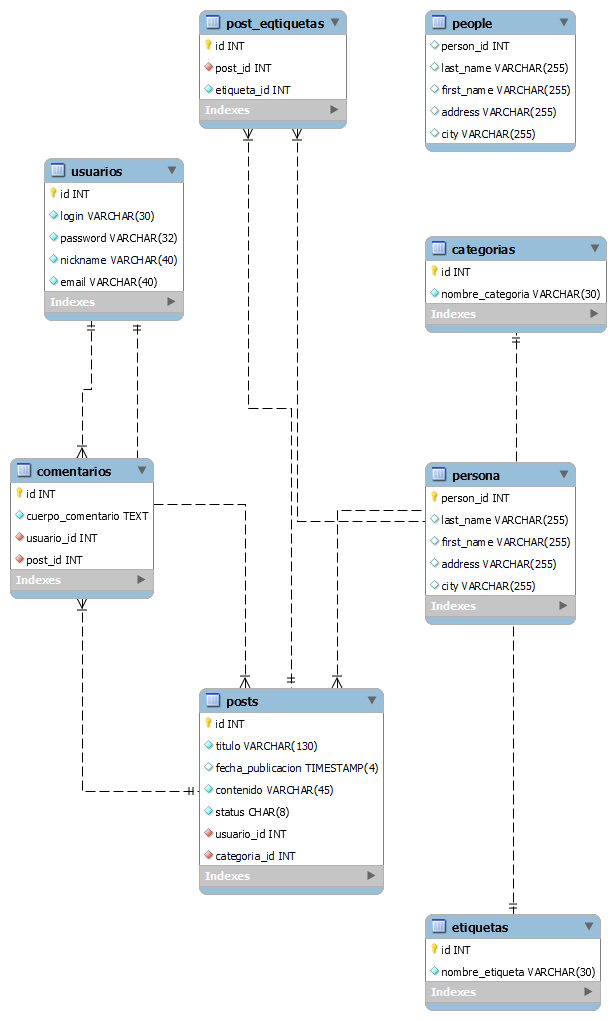 post_eqtiquetas
id INT
post_id INT
etiqueta_id INT
Indexes
people
person_id INT
last_name VARCHAR(255)
first_name VARCHAR(255)
address VARCHAR(255)
city VARCHAR(255)
usuarios
id INT
login VARCHAR(30)
password VARCHAR(32)
nickname VARCHAR(40)
email VARCHAR(40)
Indexes
categorias
id INT
nombre_categoria VARCHAR(30)
Indexes
comentarios
id INT
cuerpo_comentario TEXT
usuario_id INT
post_id INT
Indexes
persona
person_id INT
last_name VARCHAR(255)
first_name VARCHAR(255)
address VARCHAR(255)
city VARCHAR(255)
Indexes
posts
id INT
titulo VARCHAR(130)
fecha_publicacion TIMESTAMP(4)
contenido VARCHAR(45)
status CHAR(8)
usuario_id INT
categoria_id INT
Indexes
etiquetas
id INT
nombre_etiqueta VARCHAR(30)
Indexes